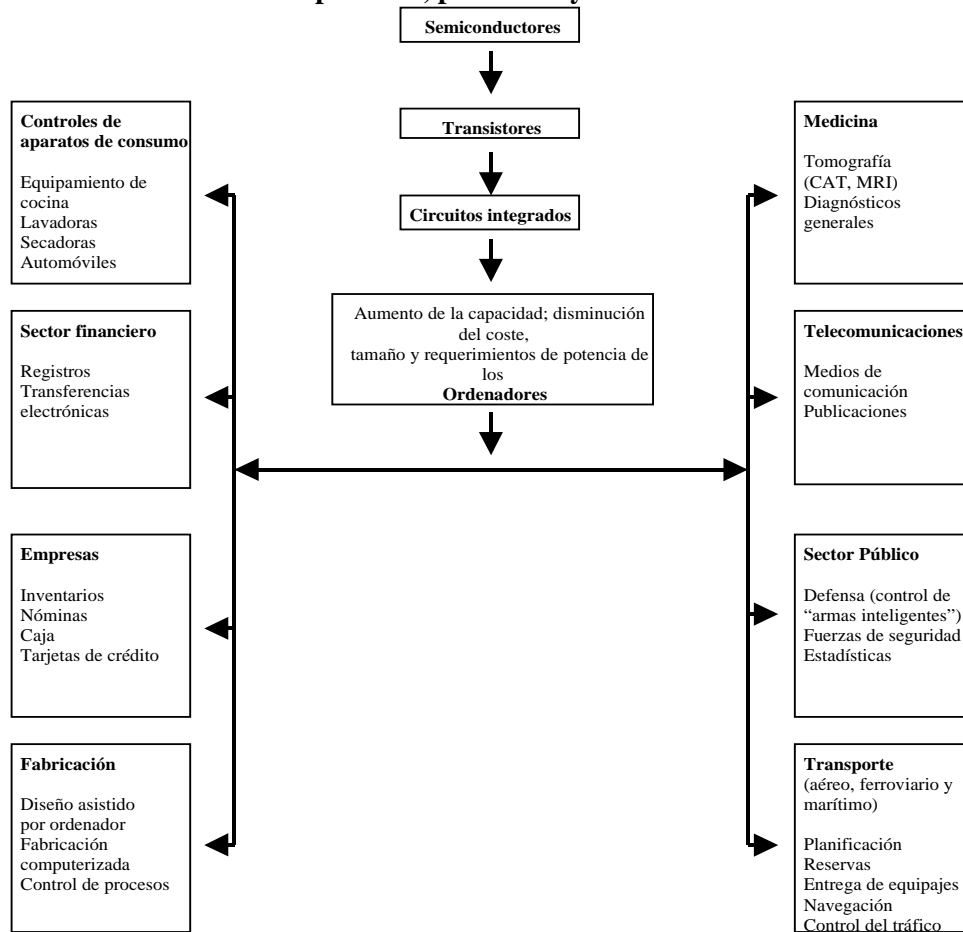 Semiconductores
Transistores
Circuitos integrados
Aumento de la capacidad; disminución
del coste,
tamaño y requerimientos de potencia de
los
Ordenadores
Controles de
aparatos de consumo
Equipamiento de
cocina
Lavadoras
Secadoras
Automóviles
Sector financiero
Registros
Transferencias
electrónicas
Empresas
Inventarios
Nóminas
Caja
Tarjetas de crédito
Fabricación
Diseño asistido
por ordenador
Fabricación
computerizada
Control de procesos
Medicina
Tomografía
(CAT, MRI)
Diagnósticos
generales
Telecomunicaciones
Medios de
comunicación
Publicaciones
Sector Público
Defensa (control de
“armas inteligentes”)
Fuerzas de seguridad
Estadísticas
Transporte
(aéreo, ferroviario y
marítimo)
Planificación
Reservas
Entrega de equipajes
Navegación
Control del tráfico